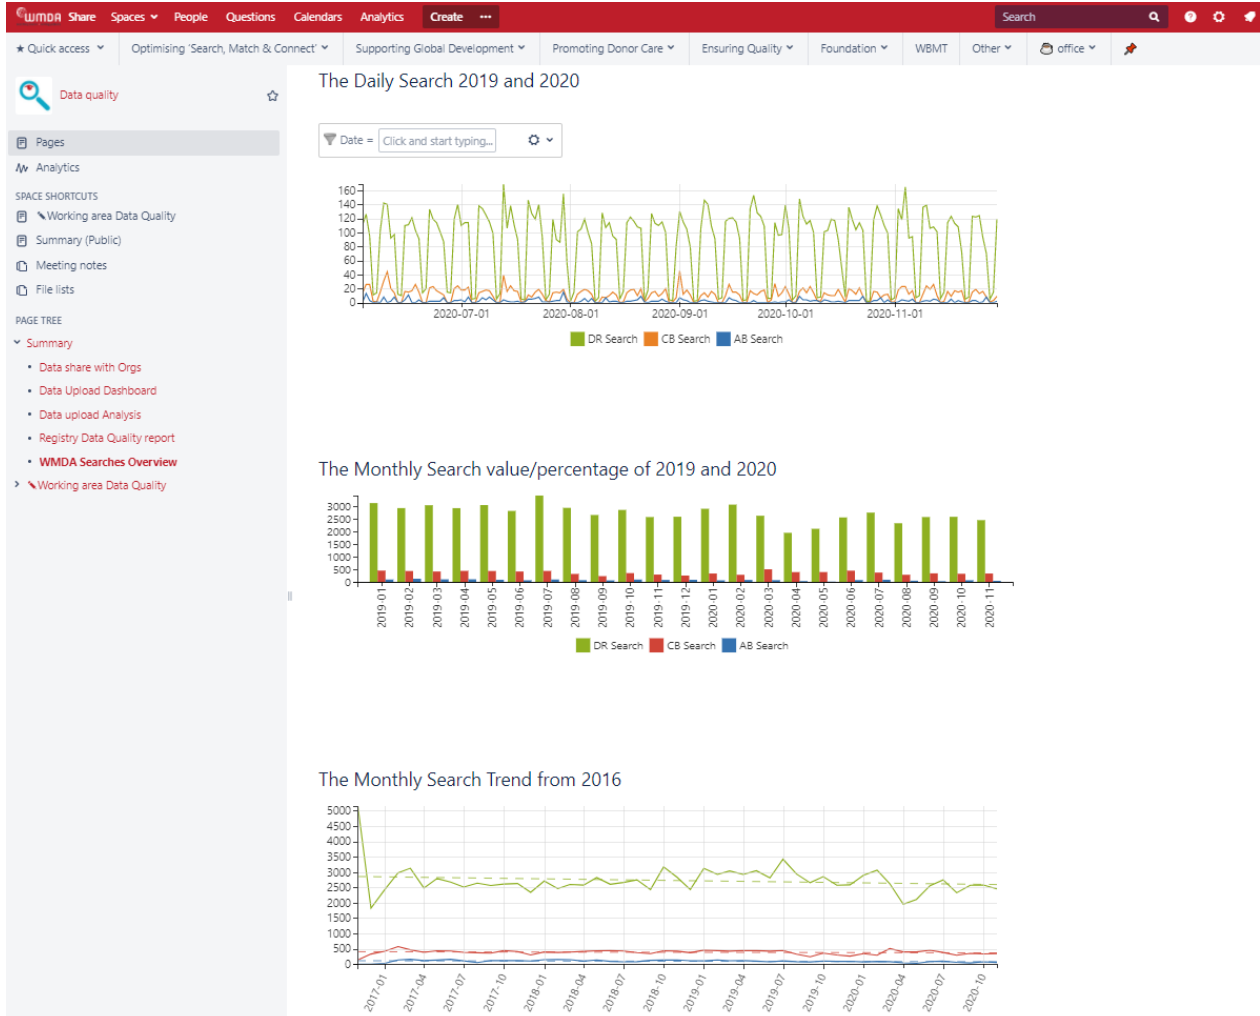 WMDA Share Spaces People Questions Calendars Analytics Create ••• Search
★ Quick access Optimising 'Search, Match & Connect' Supporting Global Development Promoting Donor Care Ensuring Quality Foundation WBMT Other office
Data quality
Pages
Analytics
SPACE SHORTCUTS
Working area Data Quality
Summary (Public)
Meeting notes
File lists
PAGE TREE
Summary
• Data share with Orgs
• Data Upload Dashboard
• Data upload Analysis
• Registry Data Quality report
• WMDA Searches Overview
Working area Data Quality
The Daily Search 2019 and 2020
Date = Click and start typing...
160
140
120
100
80
60
40
20
0
2020-07-01 2020-08-01 2020-09-01 2020-10-01 2020-11-01
DR Search CB Search AB Search
The Monthly Search value/percentage of 2019 and 2020
3000
2500
2000
1500
1000
500
0
2019-01 2019-02 2019-03 2019-04 2019-05 2019-06 2019-07 2019-08 2019-09 2019-10 2019-11 2019-12 2020-01 2020-02 2020-03 2020-04 2020-05 2020-06 2020-07 2020-08 2020-09 2020-10 2020-11
DR Search CB Search AB Search
The Monthly Search Trend from 2016
5000
4500
4000
3500
3000
2500
2000
1500
1000
500
0
2017-01 2017-04 2017-07 2017-10 2018-01 2018-04 2018-07 2018-10 2019-01 2019-04 2019-07 2019-10 2020-01 2020-04 2020-07 2020-10